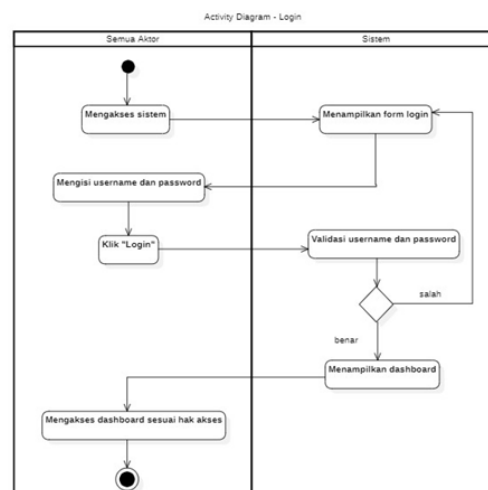 Activity Diagram - Login
Semua Aktor
Sistem
Mengakses sistem
Menampilkan form login
Mengisi username dan password
Klik "Login"
Validasi username dan password
salah
benar
Menampilkan dashboard
Mengakses dashboard sesuai hak akses